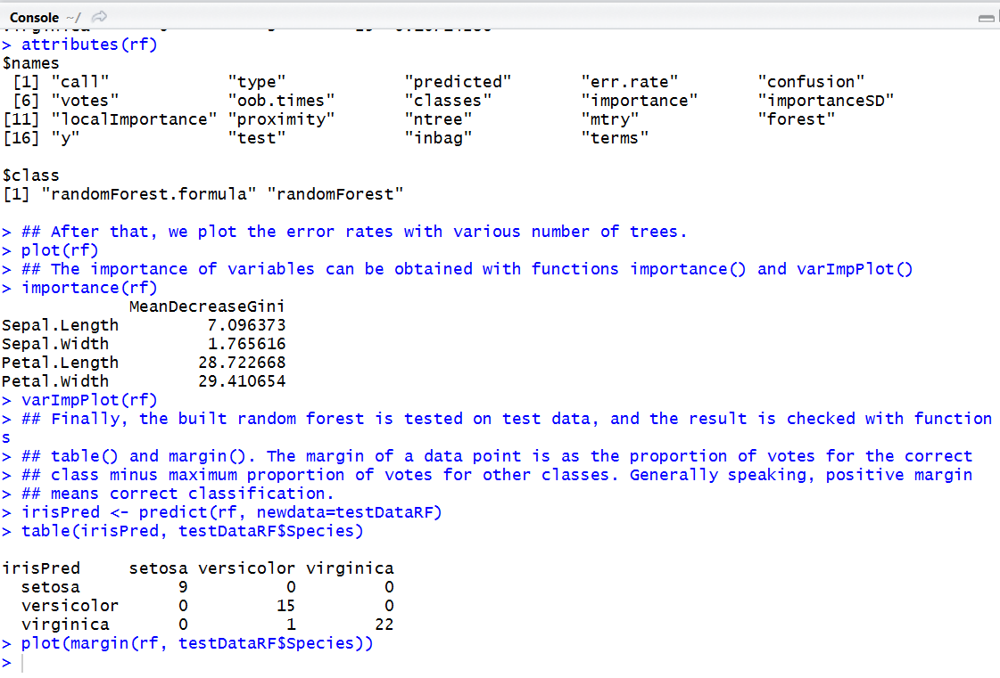 Console ~/
> attributes(rf)
$names
 [1] "call"            "type"            "predicted"       "err.rate"        "confusion"
 [6] "votes"           "oob.times"       "classes"         "importance"      "importanceSD"
[11] "localImportance" "proximity"       "ntree"           "mtry"            "forest"
[16] "y"               "test"            "inbag"           "terms"
$class
[1] "randomForest.formula" "randomForest"
> ## After that, we plot the error rates with various number of trees.
> plot(rf)
> ## The importance of variables can be obtained with functions importance() and varImpPlot()
> importance(rf)
             MeanDecreaseGini
Sepal.Length         7.096373
Sepal.Width          1.765616
Petal.Length        28.722668
Petal.Width         29.410654
> varImpPlot(rf)
> ## Finally, the built random forest is tested on test data, and the result is checked with function
s
> ## table() and margin(). The margin of a data point is as the proportion of votes for the correct
> ## class minus maximum proportion of votes for other classes. Generally speaking, positive margin
> ## means correct classification.
> irisPred <- predict(rf, newdata=testDataRF)
> table(irisPred, testDataRF$Species)
irisPred     setosa versicolor virginica
  setosa          9          0         0
  versicolor      0         15         0
  virginica       0          1        22
> plot(margin(rf, testDataRF$Species))
>